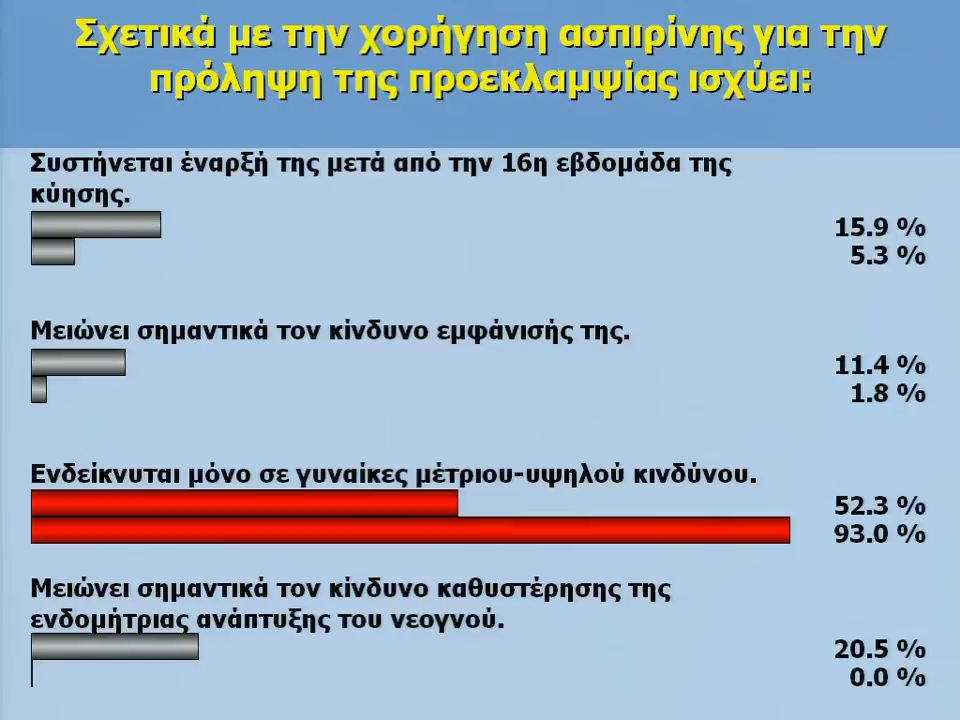 Σχετικά με την χορήγηση ασπιρίνης για την
πρόληψη της προεκλαμψίας ισχύει:
Συστήνεται έναρξή της μετά από την 16η εβδομάδα της
κύησης.
15.9 %
5.3 %
Μειώνει σημαντικά τον κίνδυνο εμφάνισής της.
11.4 %
1.8 %
Ενδείκνυται μόνο σε γυναίκες μέτριου-υψηλού κινδύνου.
52.3 %
93.0 %
Μειώνει σημαντικά τον κίνδυνο καθυστέρησης της
ενδομήτριας ανάπτυξης του νεογνού.
20.5 %
0.0 %